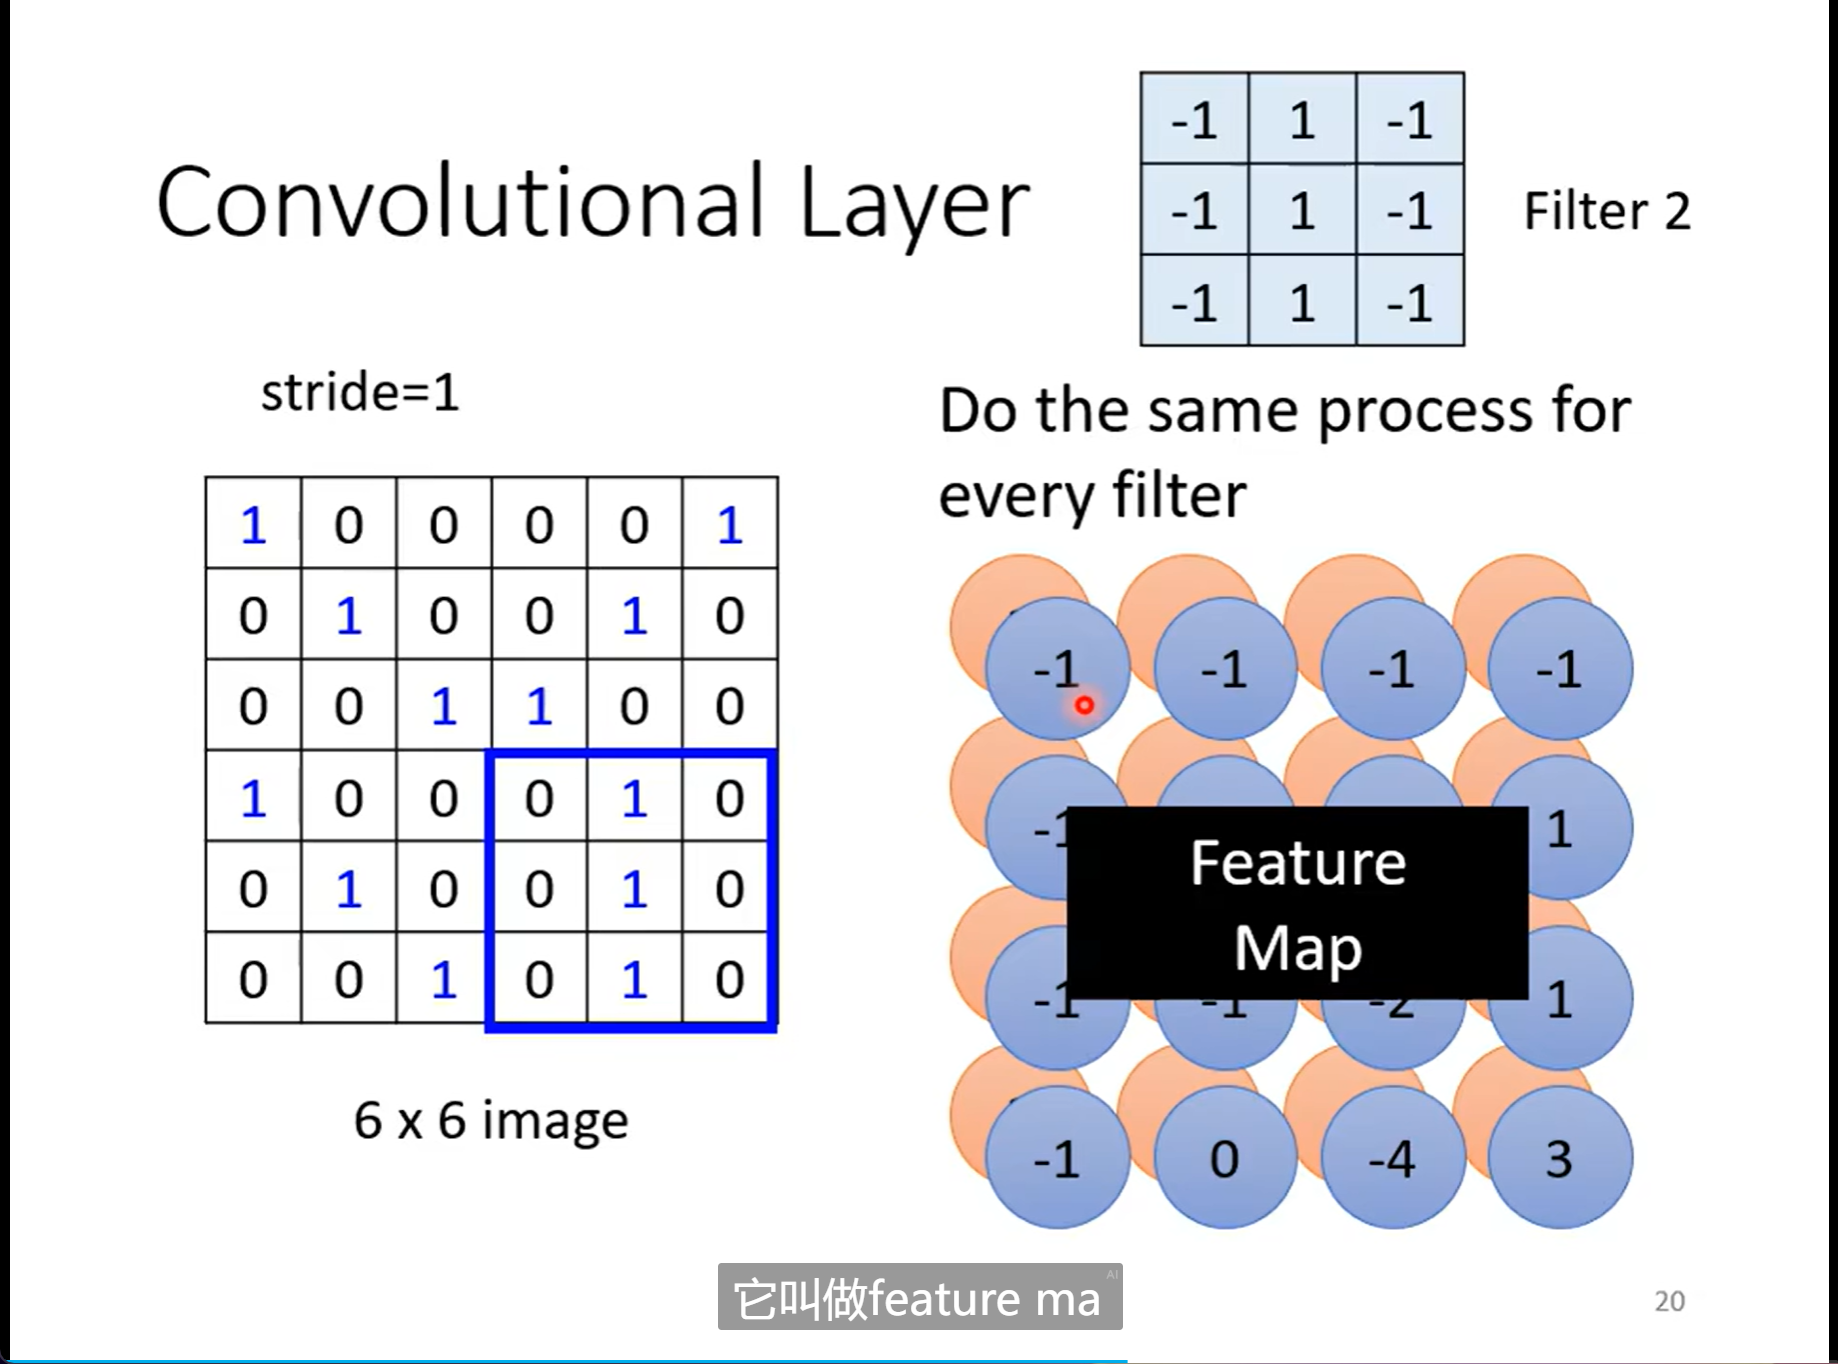 Convolutional Layer
-1 1 -1
-1 1 -1
-1 1 -1
Filter 2
stride=1
1 0 0 0 0 1
0 1 0 0 1 0
0 0 1 1 0 0
1 0 0 0 1 0
0 1 0 0 1 0
0 0 1 0 1 0
6 x 6 image
Do the same process for
every filter
-1 -1 -1 -1
-1 1
Feature
Map
-1 -1 -2 1
-1 0 -4 3
它叫做feature ma
AI
20